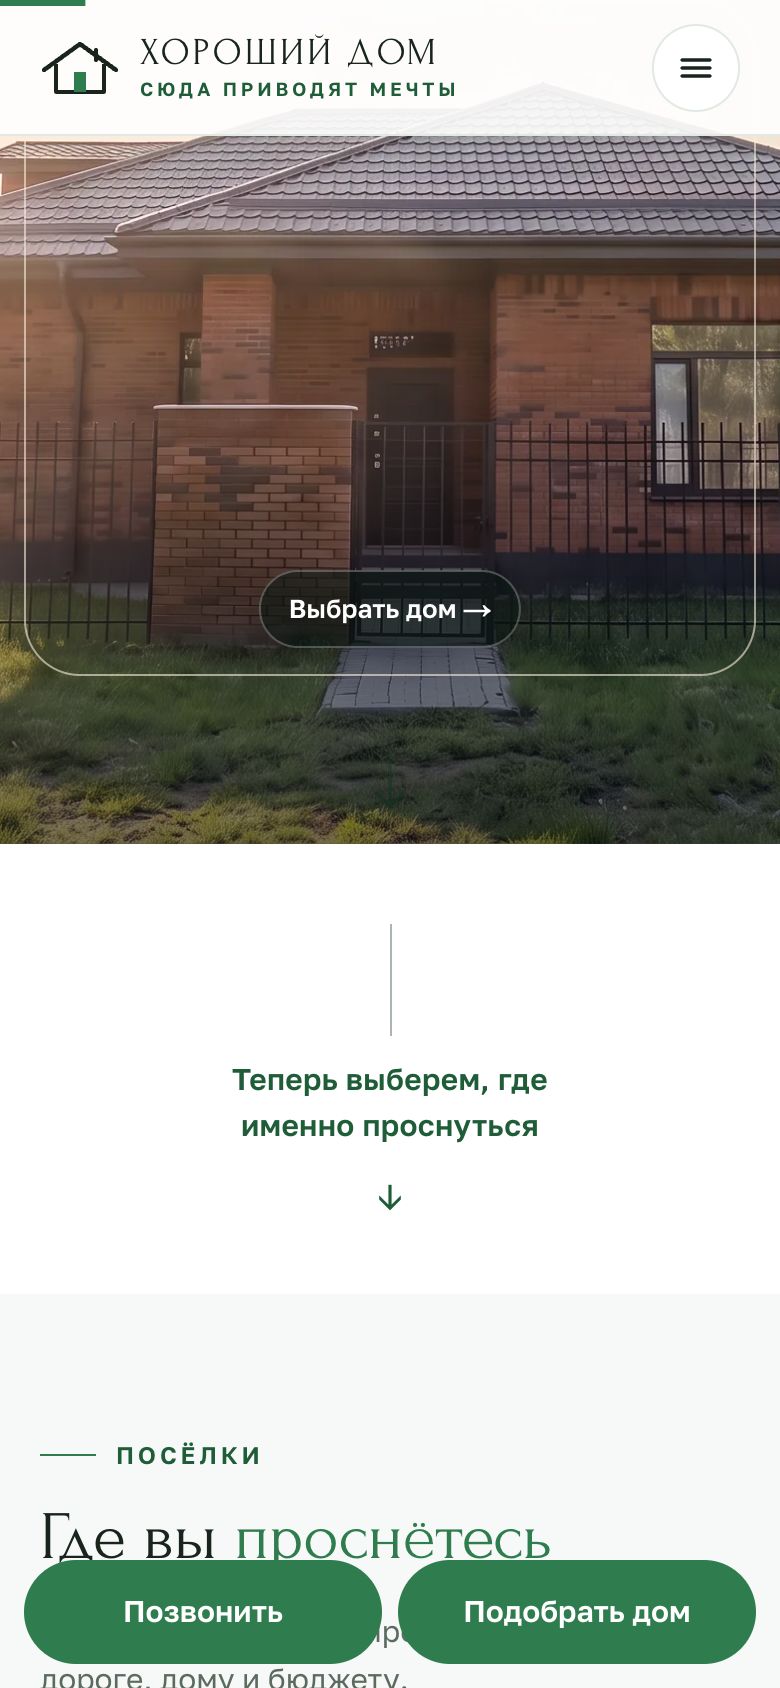 ХОРОШИЙ ДОМ
СЮДА ПРИВОДЯТ МЕЧТЫ
Выбрать дом →
Теперь выберем, где
именно проснуться
↓
ПОСЁЛКИ
Где вы проснётесь
Позвонить
Подобрать дом
дороге, дому и бюджету.